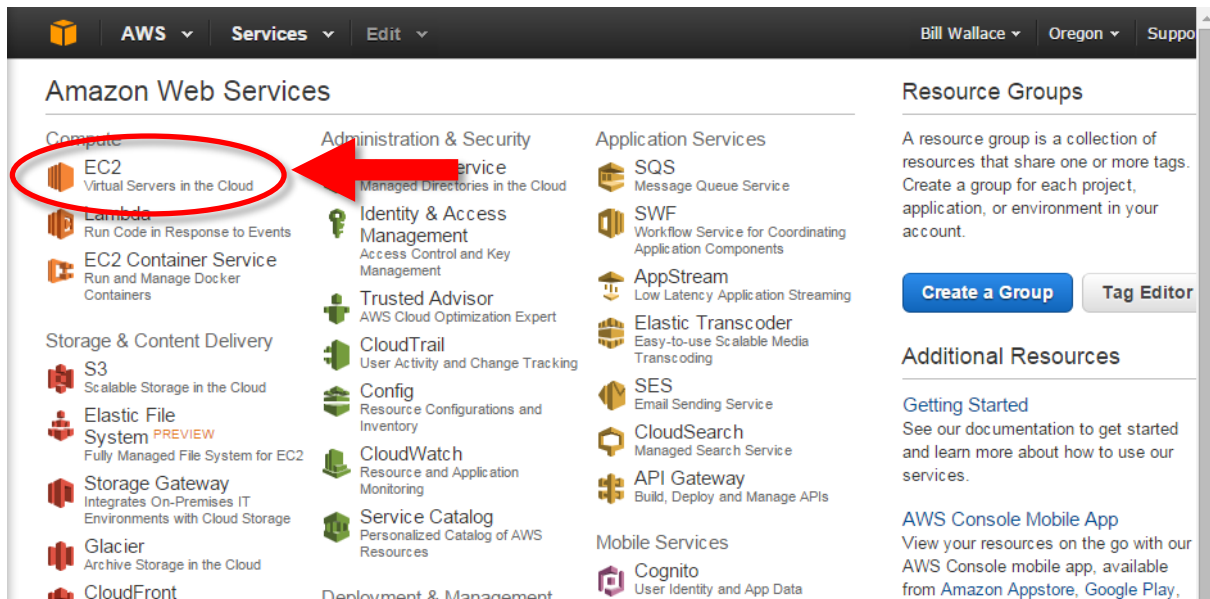 AWS Services Edit Bill Wallace Oregon Suppo
Amazon Web Services
Compute
EC2
Virtual Servers in the Cloud
Lambda
Run Code in Response to Events
EC2 Container Service
Run and Manage Docker
Containers
Storage & Content Delivery
S3
Scalable Storage in the Cloud
Elastic File
System PREVIEW
Fully Managed File System for EC2
Storage Gateway
Integrates On-Premises IT
Environments with Cloud Storage
Glacier
Archive Storage in the Cloud
CloudFront
Administration & Security
ervice
Managed Directories in the Cloud
Identity & Access
Management
Access Control and Key
Management
Trusted Advisor
AWS Cloud Optimization Expert
CloudTrail
User Activity and Change Tracking
Config
Resource Configurations and
Inventory
CloudWatch
Resource and Application
Monitoring
Service Catalog
Personalized Catalog of AWS
Resources
Deployment & Management
Application Services
SQS
Message Queue Service
SWF
Workflow Service for Coordinating
Application Components
AppStream
Low Latency Application Streaming
Elastic Transcoder
Easy-to-use Scalable Media
Transcoding
SES
Email Sending Service
CloudSearch
Managed Search Service
API Gateway
Build, Deploy and Manage APIs
Mobile Services
Cognito
User Identity and App Data
Resource Groups
A resource group is a collection of
resources that share one or more tags.
Create a group for each project,
application, or environment in your
account.
Create a Group Tag Editor
Additional Resources
Getting Started
See our documentation to get started
and learn more about how to use our
services.
AWS Console Mobile App
View your resources on the go with our
AWS Console mobile app, available
from Amazon Appstore, Google Play,